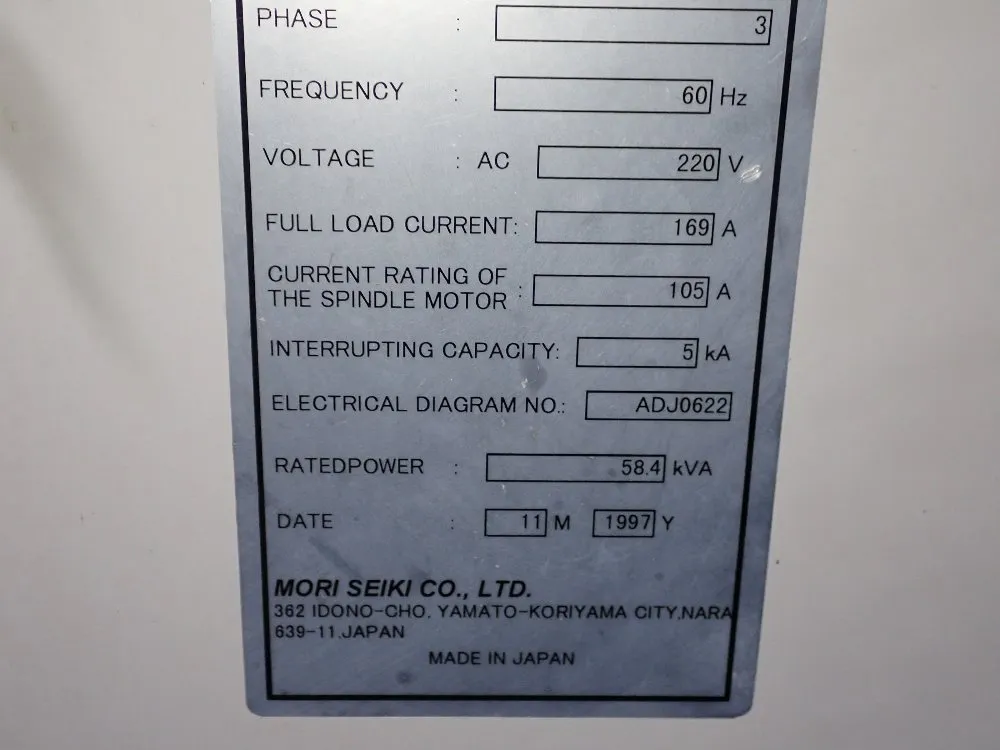 PHASE : 3
FREQUENCY : 60 Hz
VOLTAGE : AC 220 V
FULL LOAD CURRENT: 169 A
CURRENT RATING OF
THE SPINDLE MOTOR : 105 A
INTERRUPTING CAPACITY: 5 kA
ELECTRICAL DIAGRAM NO.: ADJ0622
RATEDPOWER : 58.4 kVA
DATE : 11 M 1997 Y
MORI SEIKI CO., LTD.
362 IDONO-CHO, YAMATO-KORIYAMA CITY,NARA
639-11,JAPAN
MADE IN JAPAN